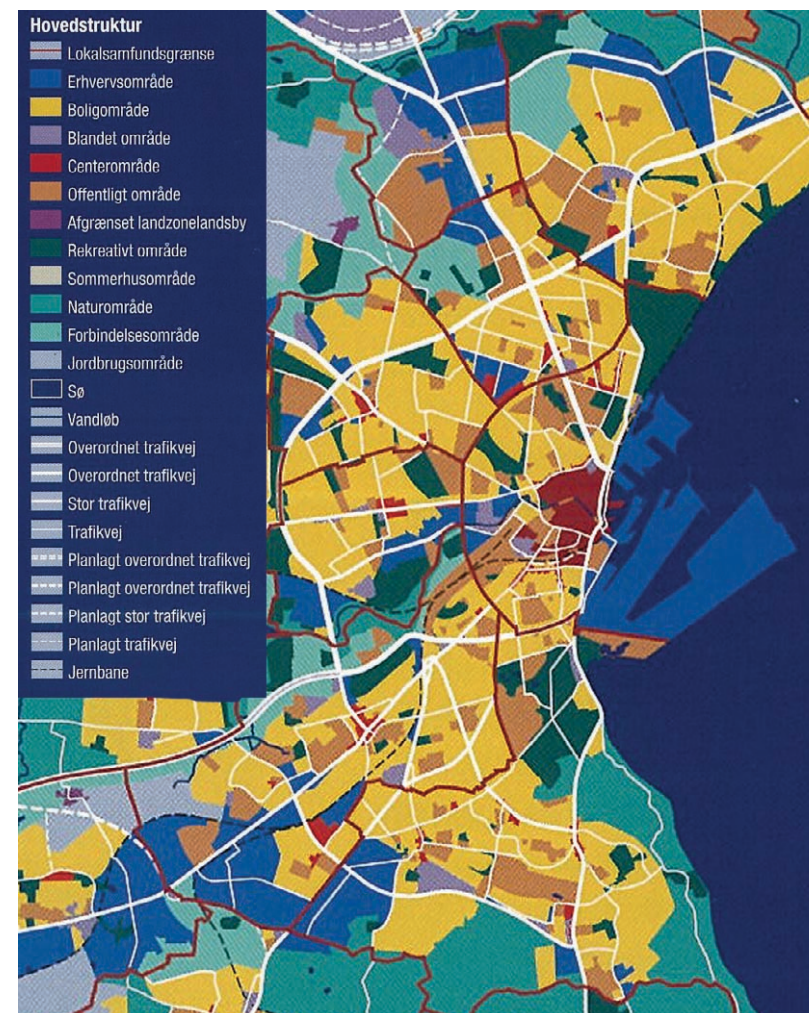 Hovedstruktur
Lokalsamfundsgrænse
Erhvervsområde
Boligområde
Blandet område
Centerområde
Offentligt område
Afgrænset landzonelandsby
Rekreativt område
Sommerhusområde
Naturområde
Forbindelsesområde
Jordbrugsområde
Sø
Vandløb
Overordnet trafikvej
Overordnet trafikvej
Stor trafikvej
Trafikvej
Planlagt overordnet trafikvej
Planlagt overordnet trafikvej
Planlagt stor trafikvej
Planlagt trafikvej
Jernbane